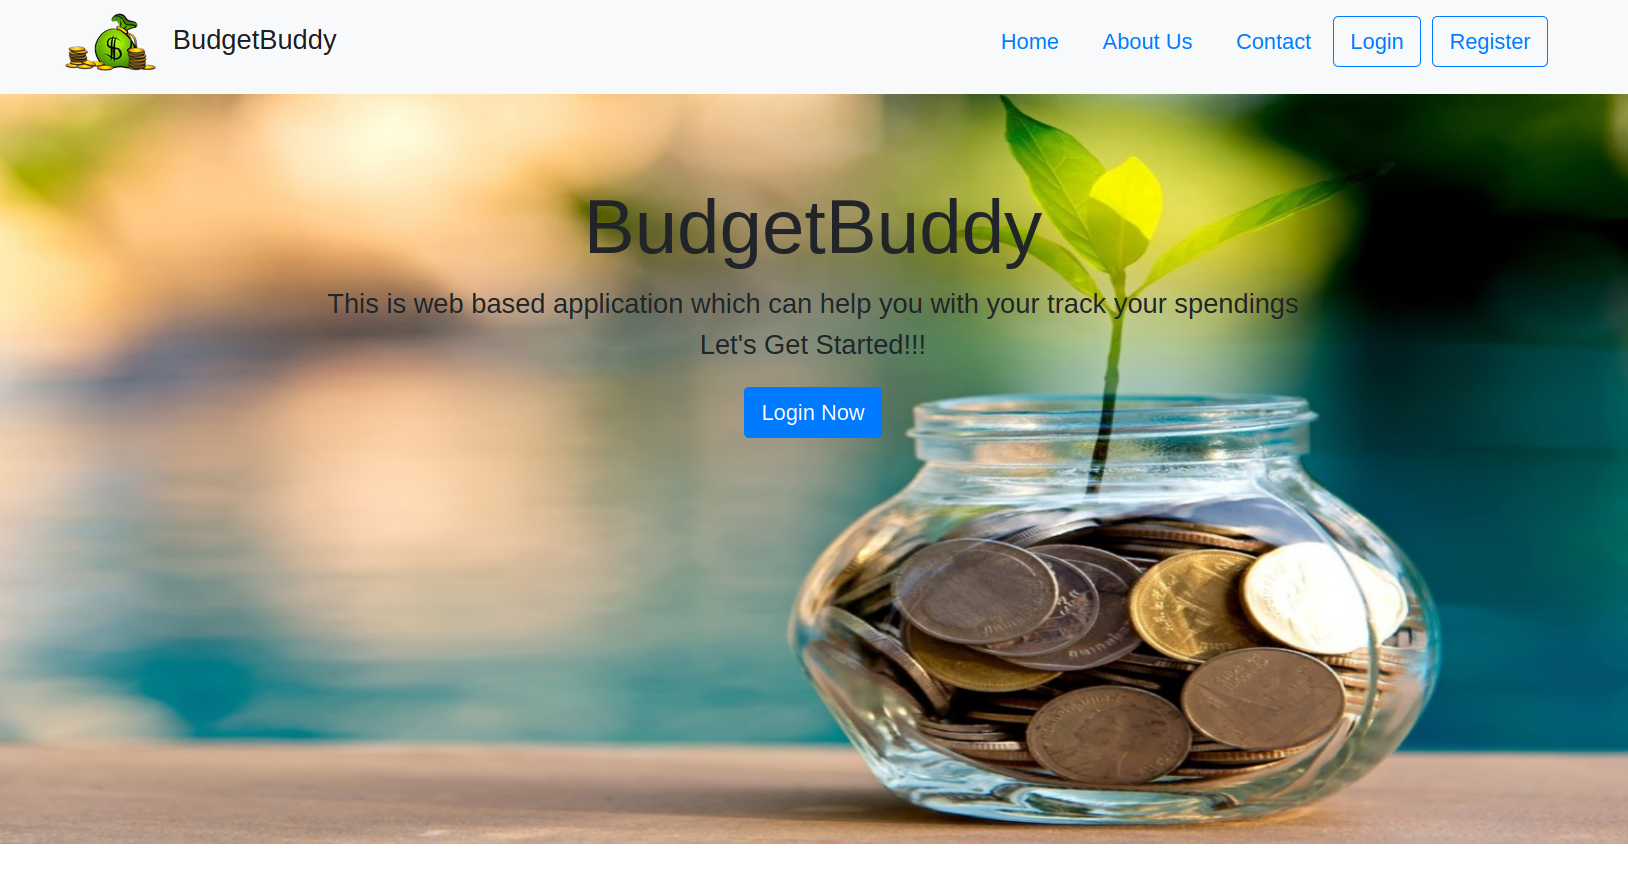 BudgetBuddy
Home About Us Contact Login Register
BudgetBuddy
This is web based application which can help you with your track your spendings
Let's Get Started!!!
Login Now
$